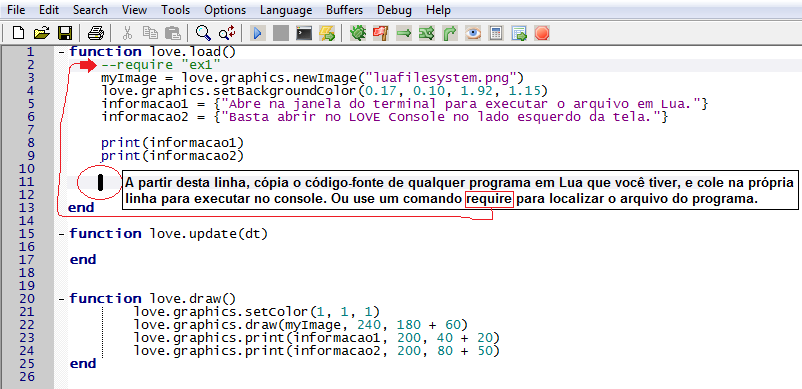 File Edit Search View Tools Options Language Buffers Debug Help
1 - function love.load()
2 --require "ex1"
3 myImage = love.graphics.newImage("luafilesystem.png")
4 love.graphics.setBackgroundColor(0.17, 0.10, 1.92, 1.15)
5 informacao1 = {"Abre na janela do terminal para executar o arquivo em Lua."}
6 informacao2 = {"Basta abrir no LOVE Console no lado esquerdo da tela."}
7
8 print(informacao1)
9 print(informacao2)
10
11 A partir desta linha, cópia o código-fonte de qualquer programa em Lua que você tiver, e cole na própria
12 linha para executar no console. Ou use um comando require para localizar o arquivo do programa.
13 end
14
15 - function love.update(dt)
16
17 end
18
19
20 - function love.draw()
21 love.graphics.setColor(1, 1, 1)
22 love.graphics.draw(myImage, 240, 180 + 60)
23 love.graphics.print(informacao1, 200, 40 + 20)
24 love.graphics.print(informacao2, 200, 80 + 50)
25 end
26